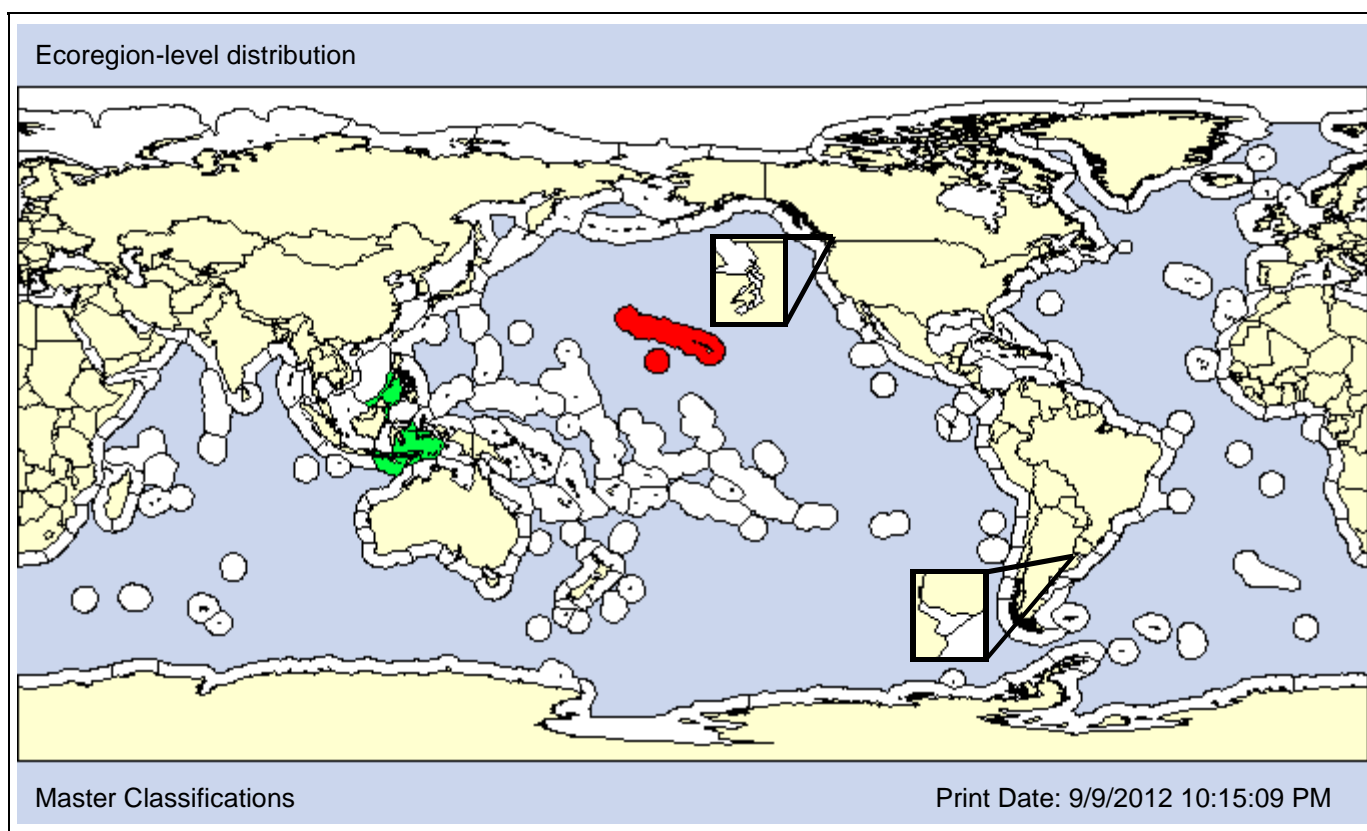 Ecoregion-level distribution
Master Classifications
Print Date: 9/9/2012 10:15:09 PM